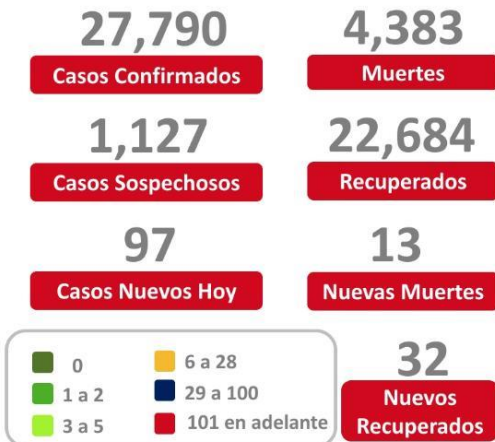 27,790
Casos Confirmados
4,383
Muertes
1,127
Casos Sospechosos
22,684
Recuperados
97
Casos Nuevos Hoy
13
Nuevas Muertes
0
1 a 2
3 a 5
6 a 28
29 a 100
101 en adelante
32
Nuevos
Recuperados